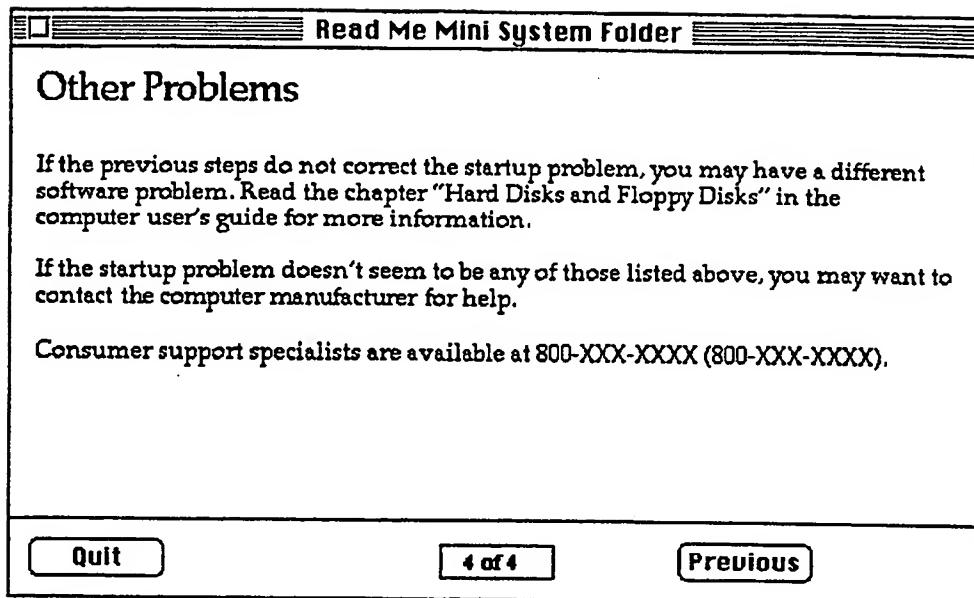 Read Me Mini System Folder
Other Problems
If the previous steps do not correct the startup problem, you may have a different
software problem. Read the chapter "Hard Disks and Floppy Disks" in the
computer user's guide for more information.
If the startup problem doesn't seem to be any of those listed above, you may want to
contact the computer manufacturer for help.
Consumer support specialists are available at 800-XXX-XXXX (800-XXX-XXXX).
Quit
4 of 4
Previous